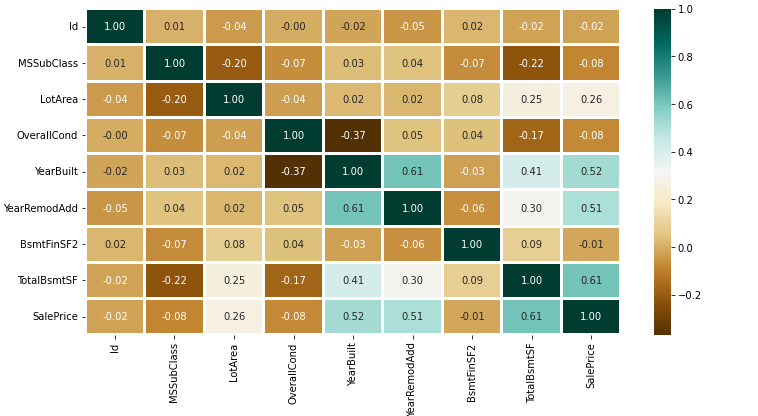 Id 1.00 0.01 -0.04 -0.00 -0.02 -0.05 0.02 -0.02 -0.02
MSSubClass 0.01 1.00 -0.20 -0.07 0.03 0.04 -0.07 -0.22 -0.08
LotArea -0.04 -0.20 1.00 -0.04 0.02 0.02 0.08 0.25 0.26
OverallCond -0.00 -0.07 -0.04 1.00 -0.37 0.05 0.04 -0.17 -0.08
YearBuilt -0.02 0.03 0.02 -0.37 1.00 0.61 -0.03 0.41 0.52
YearRemodAdd -0.05 0.04 0.02 0.05 0.61 1.00 -0.06 0.30 0.51
BsmtFinSF2 0.02 -0.07 0.08 0.04 -0.03 -0.06 1.00 0.09 -0.01
TotalBsmtSF -0.02 -0.22 0.25 -0.17 0.41 0.30 0.09 1.00 0.61
SalePrice -0.02 -0.08 0.26 -0.08 0.52 0.51 -0.01 0.61 1.00
Id
MSSubClass
LotArea
OverallCond
YearBuilt
YearRemodAdd
BsmtFinSF2
TotalBsmtSF
SalePrice
1.0
0.8
0.6
0.4
0.2
0.0
−0.2